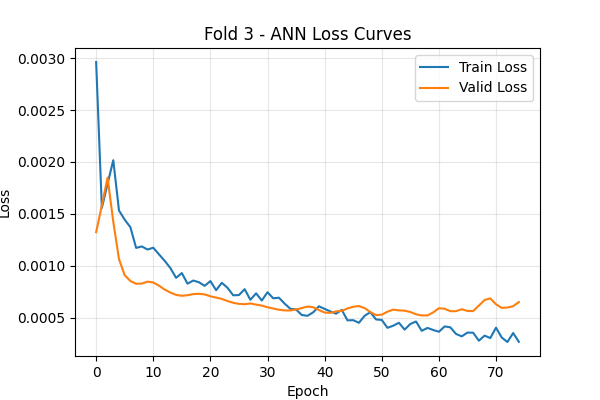 Fold 3 - ANN Loss Curves
Train Loss
Valid Loss
Loss
0.0030
0.0025
0.0020
0.0015
0.0010
0.0005
0 10 20 30 40 50 60 70
Epoch